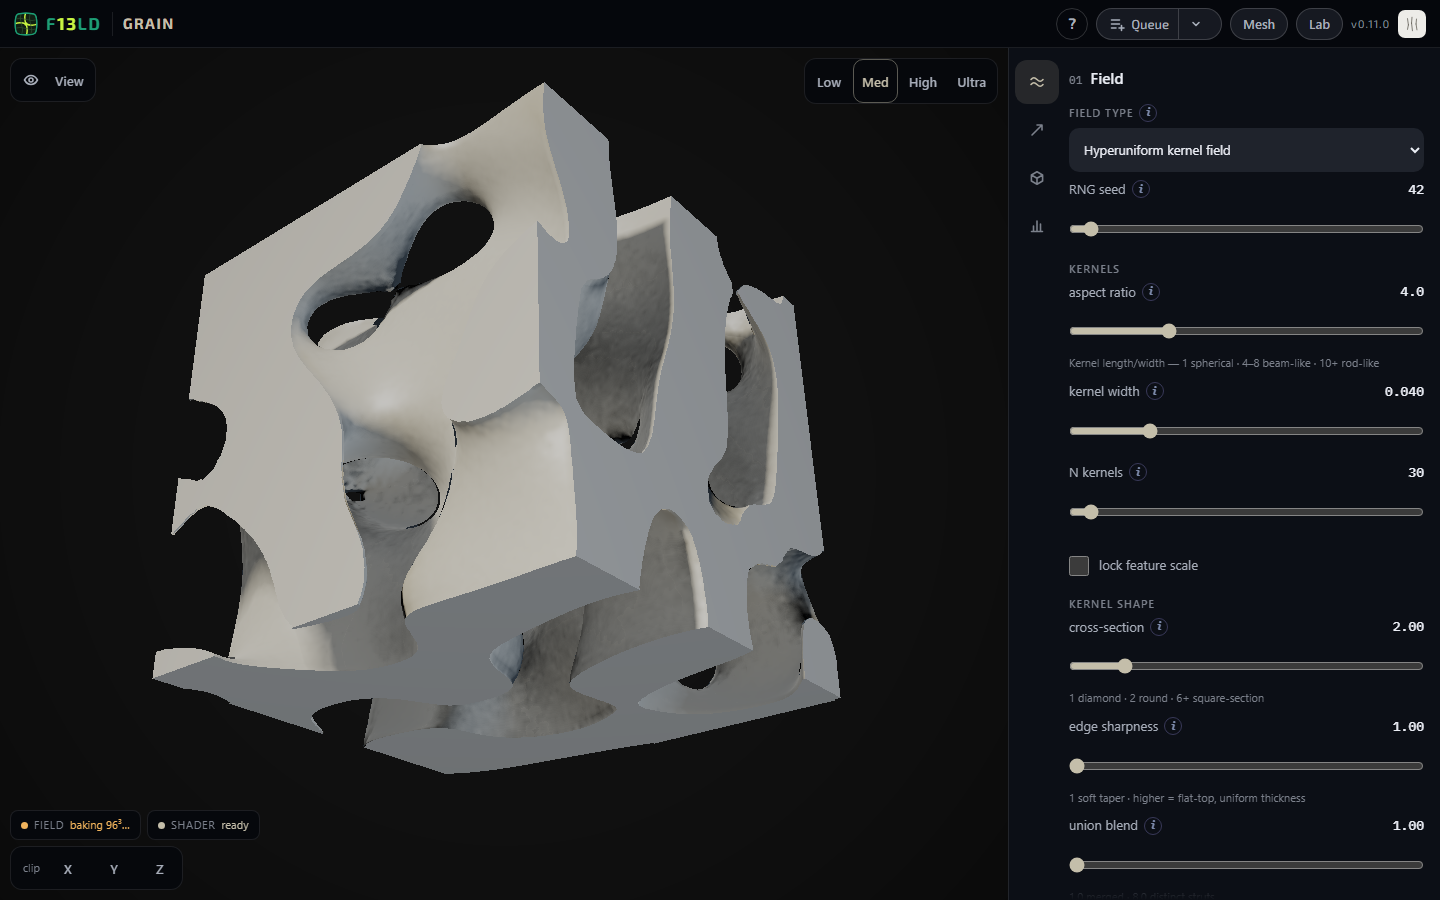 F13LD GRAIN
? Queue Mesh Lab v0.11.0
View
Low Med High Ultra
01 Field
FIELD TYPE i
Hyperuniform kernel field
RNG seed i 42
KERNELS
aspect ratio i 4.0
Kernel length/width — 1 spherical · 4–8 beam-like · 10+ rod-like
kernel width i 0.040
N kernels i 30
lock feature scale
KERNEL SHAPE
cross-section i 2.00
1 diamond · 2 round · 6+ square-section
edge sharpness i 1.00
1 soft taper · higher = flat-top, uniform thickness
union blend i 1.00
FIELD baking 96³... SHADER ready
clip X Y Z